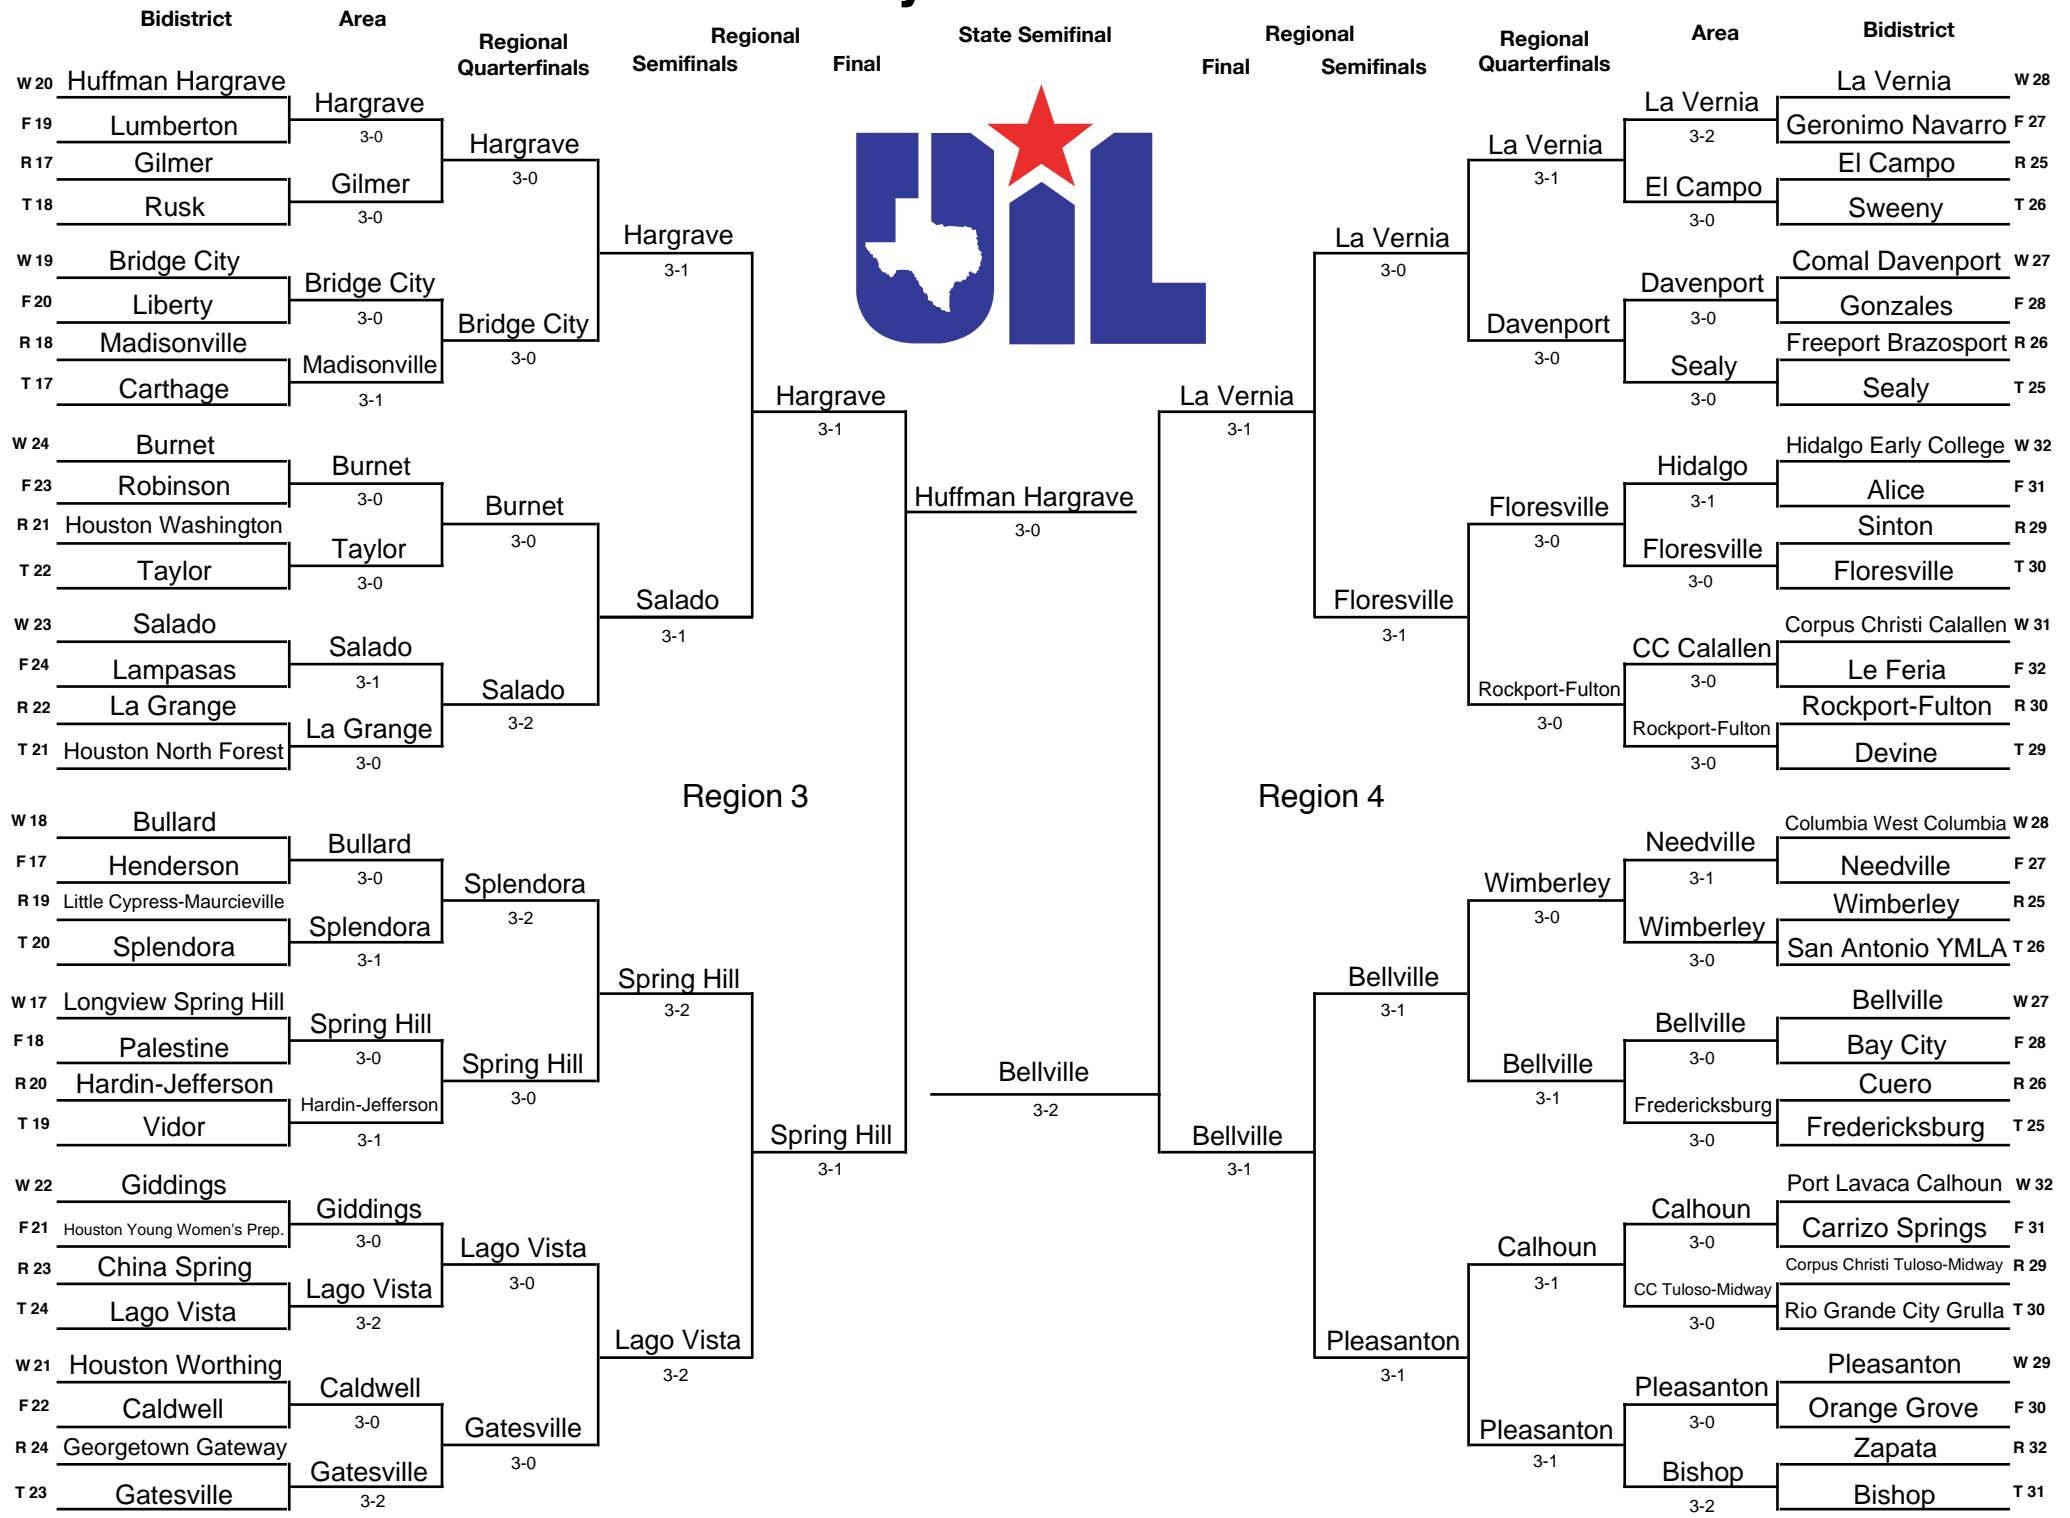 y
Bidistrict
Area
Regional
Quarterfinals
Regional
Semifinals
Final
State Semifinal
Regional
Final
Semifinals
Regional
Quarterfinals
Area
Bidistrict
W 20 Huffman Hargrave
F 19 Lumberton
R 17 Gilmer
T 18 Rusk
W 19 Bridge City
F 20 Liberty
R 18 Madisonville
T 17 Carthage
W 24 Burnet
F 23 Robinson
R 21 Houston Washington
T 22 Taylor
W 23 Salado
F 24 Lampasas
R 22 La Grange
T 21 Houston North Forest
W 18 Bullard
F 17 Henderson
R 19 Little Cypress-Maurcieville
T 20 Splendora
W 17 Longview Spring Hill
F 18 Palestine
R 20 Hardin-Jefferson
T 19 Vidor
W 22 Giddings
F 21 Houston Young Women's Prep.
R 23 China Spring
T 24 Lago Vista
W 21 Houston Worthing
F 22 Caldwell
R 24 Georgetown Gateway
T 23 Gatesville
Hargrave
3-0
Gilmer
3-0
Bridge City
3-0
Madisonville
3-1
Burnet
3-0
Taylor
3-0
Salado
3-1
La Grange
3-0
Bullard
3-0
Splendora
3-1
Spring Hill
3-0
Hardin-Jefferson
3-1
Giddings
3-0
Lago Vista
3-2
Caldwell
3-0
Gatesville
3-2
Hargrave
3-0
Bridge City
3-0
Burnet
3-0
Salado
3-2
Splendora
3-2
Spring Hill
3-0
Lago Vista
3-0
Gatesville
3-0
Hargrave
3-1
Salado
3-1
Spring Hill
3-2
Lago Vista
3-2
Hargrave
3-1
Spring Hill
3-1
Region 3
UIL
Huffman Hargrave
3-0
Bellville
3-2
Region 4
La Vernia
3-1
Bellville
3-1
La Vernia
3-0
Floresville
3-1
Bellville
3-1
Pleasanton
3-1
La Vernia
3-1
Davenport
3-0
Floresville
3-0
Rockport-Fulton
3-0
Wimberley
3-0
Bellville
3-1
Calhoun
3-1
Pleasanton
3-1
La Vernia
3-2
El Campo
3-0
Davenport
3-0
Sealy
3-0
Hidalgo
3-1
Floresville
3-0
CC Calallen
3-0
Rockport-Fulton
3-0
Needville
3-1
Wimberley
3-0
Bellville
3-0
Fredericksburg
3-0
Calhoun
3-0
CC Tuloso-Midway
3-0
Pleasanton
3-0
Bishop
3-2
La Vernia W 28
Geronimo Navarro F 27
El Campo R 25
Sweeny T 26
Comal Davenport W 27
Gonzales F 28
Freeport Brazosport R 26
Sealy T 25
Hidalgo Early College W 32
Alice F 31
Sinton R 29
Floresville T 30
Corpus Christi Calallen W 31
Le Feria F 32
Rockport-Fulton R 30
Devine T 29
Columbia West Columbia W 28
Needville F 27
Wimberley R 25
San Antonio YMLA T 26
Bellville W 27
Bay City F 28
Cuero R 26
Fredericksburg T 25
Port Lavaca Calhoun W 32
Carrizo Springs F 31
Corpus Christi Tuloso-Midway R 29
Rio Grande City Grulla T 30
Pleasanton W 29
Orange Grove F 30
Zapata R 32
Bishop T 31